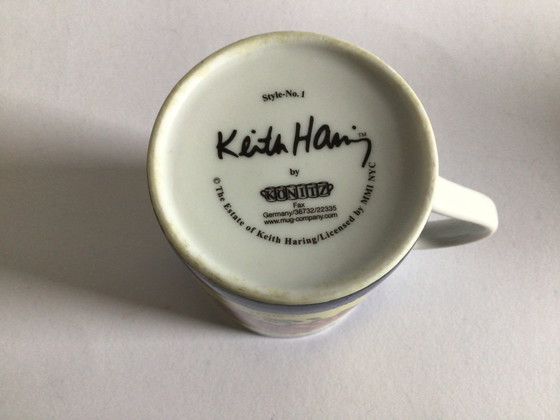 Style-No. 1
Keith Haring™
by
KONITZ
Fax
Germany/36732/22335
www.mug-company.com
© The Estate of Keith Haring/Licensed by MMI NYC